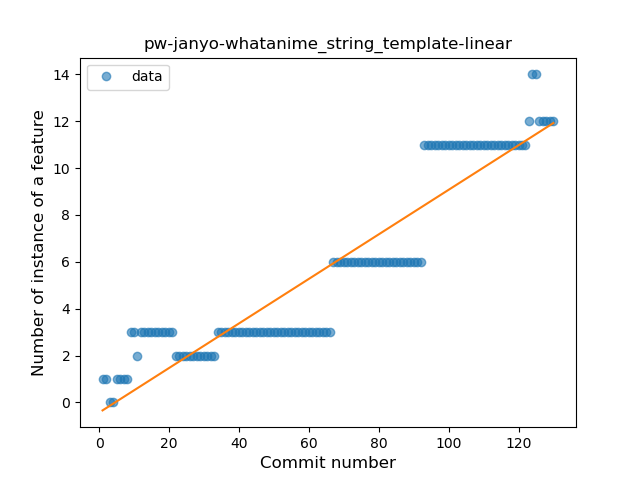 pw-janyo-whatanime_string_template-linear
data
Number of instance of a feature
14
12
10
8
6
4
2
0
0 20 40 60 80 100 120
Commit number